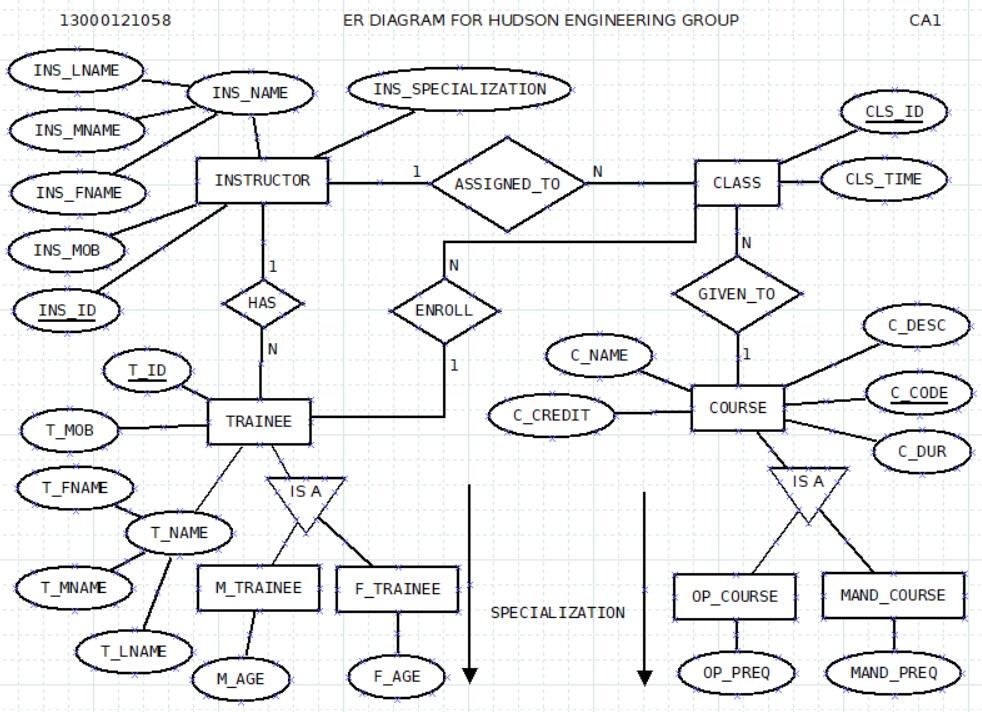 13000121058
ER DIAGRAM FOR HUDSON ENGINEERING GROUP
CA1
INS_LNAME
INS_NAME
INS_SPECIALIZATION
CLS_ID
INS_MNAME
INSTRUCTOR
1
ASSIGNED_TO
N
CLASS
CLS_TIME
INS_FNAME
INS_MOB
INS_ID
1
HAS
N
N
ENROLL
1
N
GIVEN_TO
1
C_DESC
C_NAME
T_ID
C_CODE
C_CREDIT
COURSE
TRAINEE
T_MOB
C_DUR
T_FNAME
IS A
IS A
T_NAME
T_MNAME
M_TRAINEE
F_TRAINEE
SPECIALIZATION
OP_COURSE
MAND_COURSE
T_LNAME
M_AGE
F_AGE
OP_PREQ
MAND_PREQ